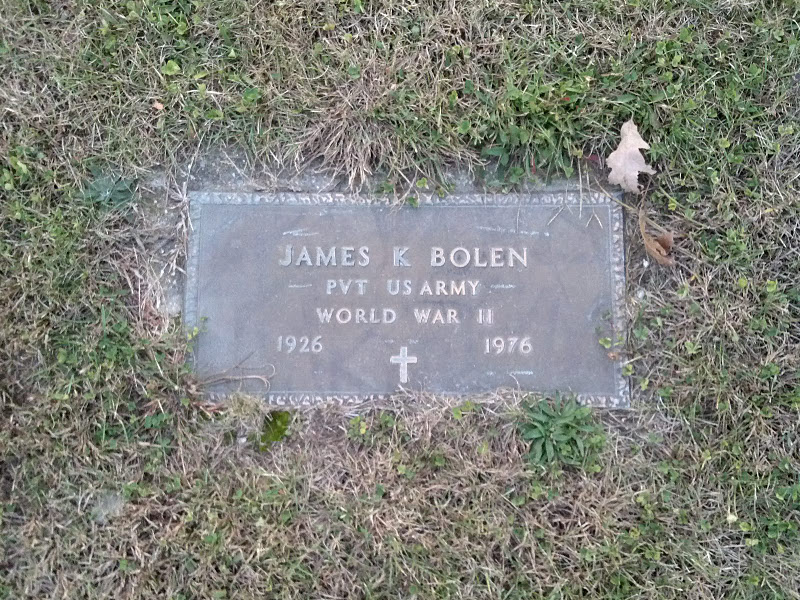 JAMES K BOLEN
PVT US ARMY
WORLD WAR II
1926 1976